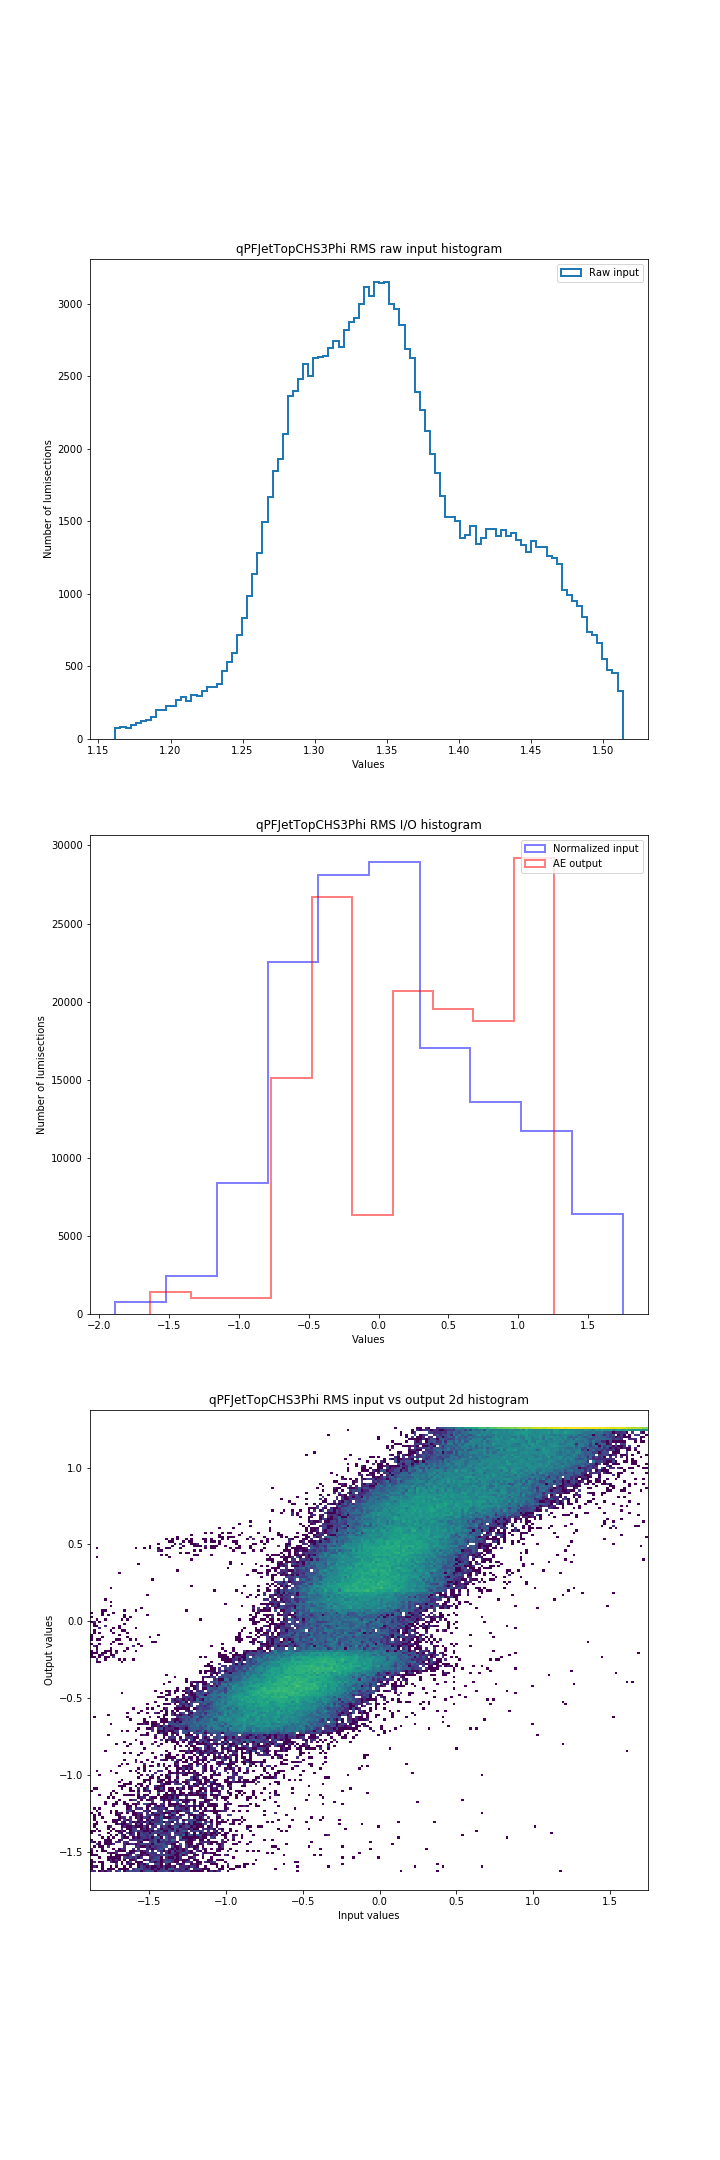 qPFJetTopCHS3Phi RMS raw input histogram
Raw input
3000
2500
2000
1500
1000
500
0
Number of lumisections
1.15 1.20 1.25 1.30 1.35 1.40 1.45 1.50
Values
qPFJetTopCHS3Phi RMS I/O histogram
Normalized input
AE output
30000
25000
20000
15000
10000
5000
0
Number of lumisections
−2.0 −1.5 −1.0 −0.5 0.0 0.5 1.0 1.5
Values
qPFJetTopCHS3Phi RMS input vs output 2d histogram
1.0
0.5
0.0
−0.5
−1.0
−1.5
Output values
−1.5 −1.0 −0.5 0.0 0.5 1.0 1.5
Input values